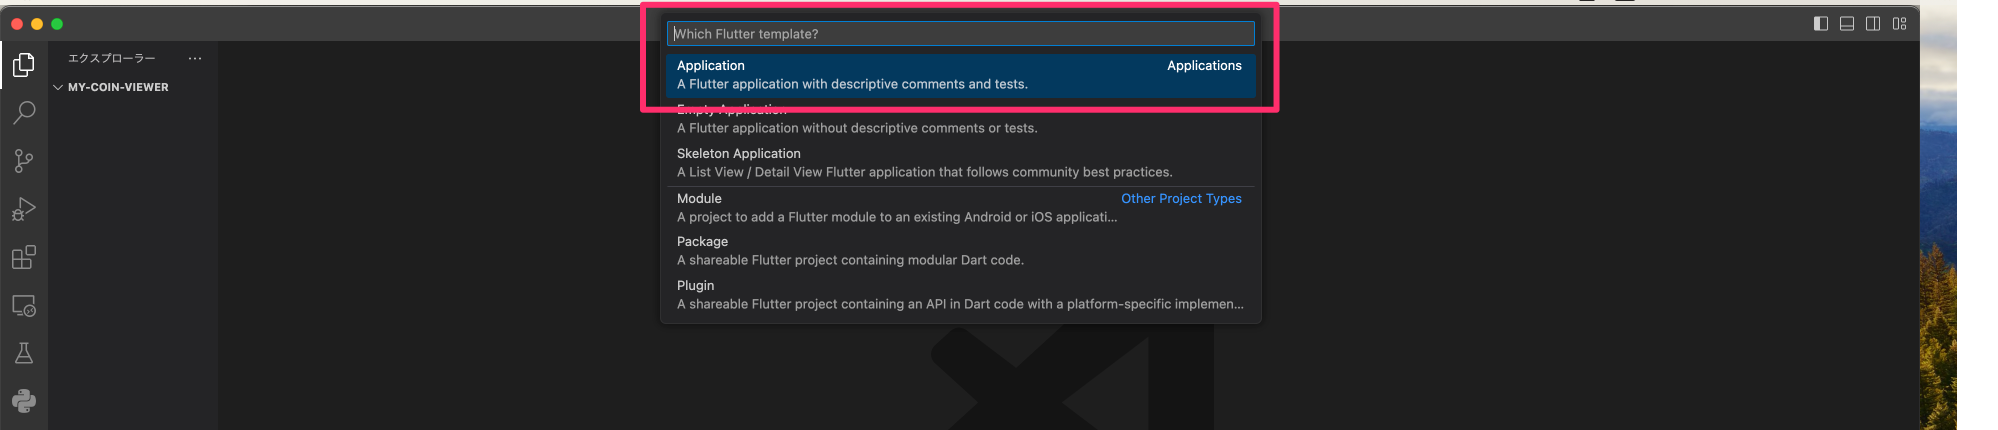 Which Flutter template?
エクスプローラー
MY-COIN-VIEWER
Application
Applications
A Flutter application with descriptive comments and tests.
Empty Application
A Flutter application without descriptive comments or tests.
Skeleton Application
A List View / Detail View Flutter application that follows community best practices.
Module
Other Project Types
A project to add a Flutter module to an existing Android or iOS applicati...
Package
A shareable Flutter project containing modular Dart code.
Plugin
A shareable Flutter project containing an API in Dart code with a platform-specific implemen...